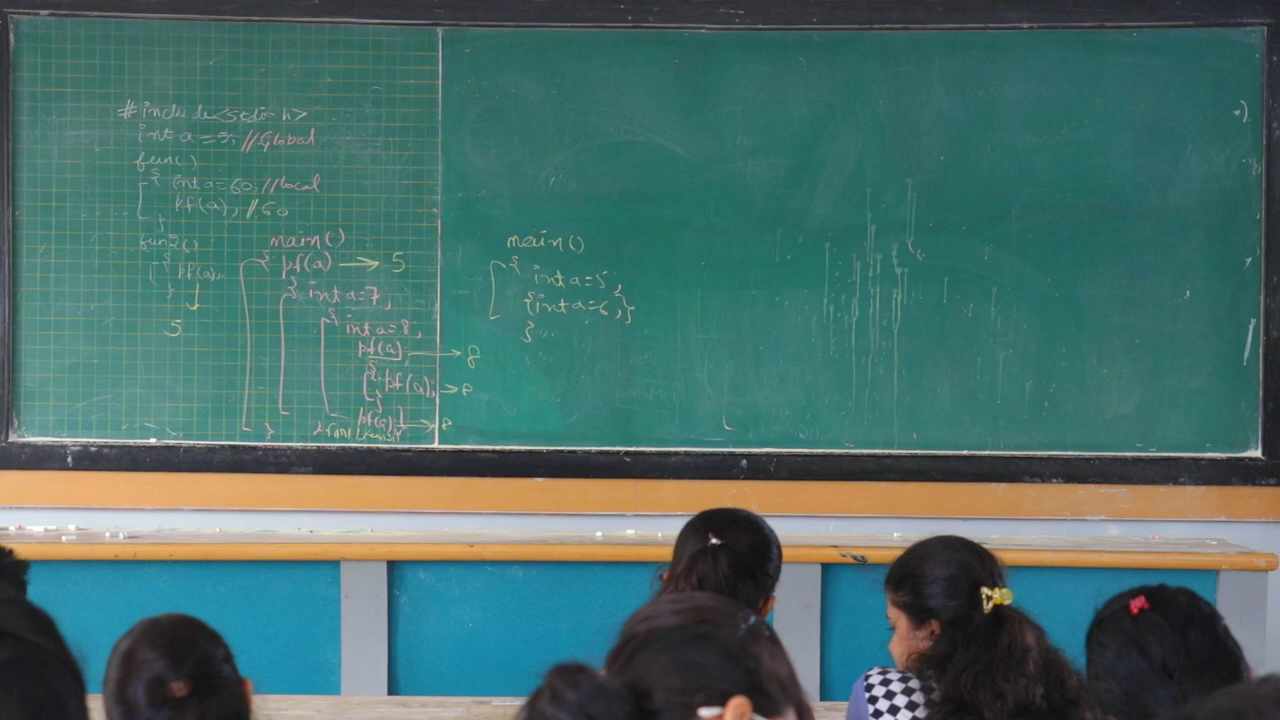 #include<stdio.h>
int a=5; //Global
fun()
{ int a=60; //local
pf(a); //60
}
fun2()
{ pf(a);
}
5
main()
{ pf(a) → 5
{ int a=7;
{ int a=8;
pf(a); → 8
{ pf(a); → 8
}
pf(a) } → 8
} }
main()
{
int a=5;
{int a=6;}
}